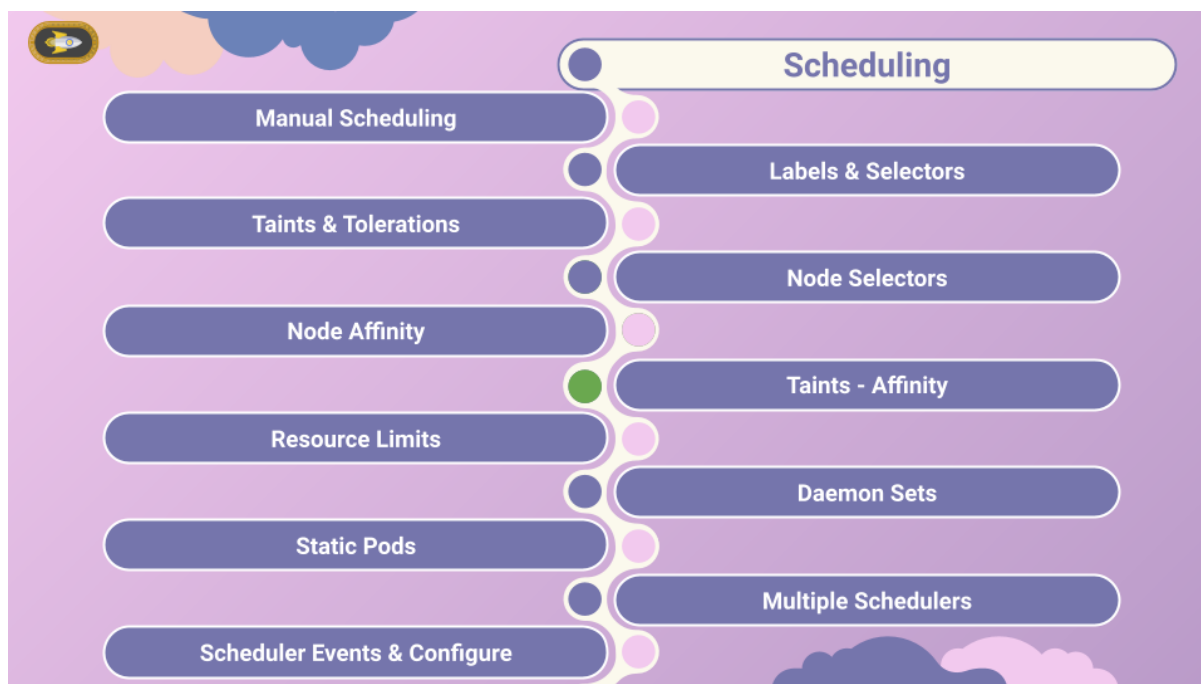 Scheduling
Manual Scheduling
Labels & Selectors
Taints & Tolerations
Node Selectors
Node Affinity
Taints - Affinity
Resource Limits
Daemon Sets
Static Pods
Multiple Schedulers
Scheduler Events & Configure